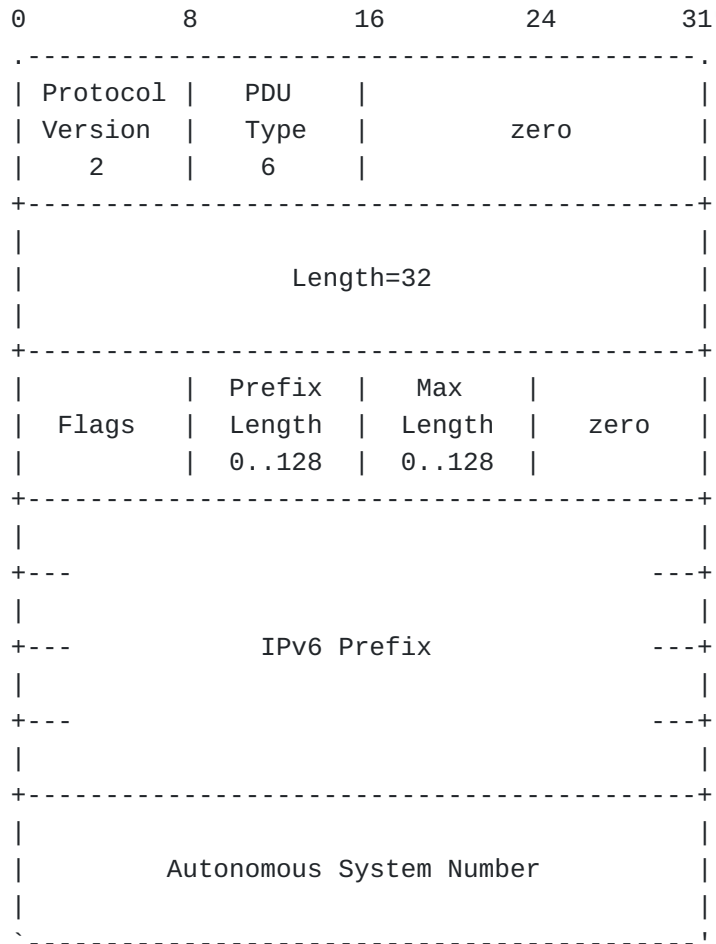 0          8          16         24        31
.-------------------------------------------.
| Protocol |   PDU    |                     |
| Version  |   Type   |         zero        |
|    2     |    6     |                     |
+-------------------------------------------+
|                                           |
|                 Length=32                 |
|                                           |
+-------------------------------------------+
|          |  Prefix  |   Max    |          |
|  Flags   |  Length  |  Length  |   zero   |
|          |  0..128  |  0..128  |          |
+-------------------------------------------+
|                                           |
+---                                     ---+
|                                           |
+---            IPv6 Prefix              ---+
|                                           |
+---                                     ---+
|                                           |
+-------------------------------------------+
|                                           |
|         Autonomous System Number          |
|                                           |
`-------------------------------------------'